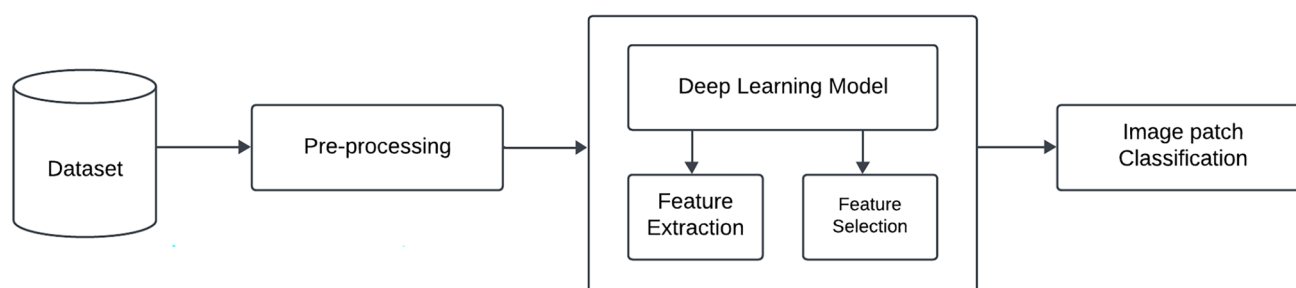 Dataset
Pre-processing
Deep Learning Model
Feature
Extraction
Feature
Selection
Image patch
Classification